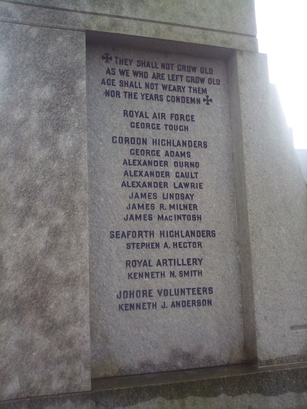 ✠ THEY SHALL NOT GROW OLD
AS WE WHO ARE LEFT GROW OLD
AGE SHALL NOT WEARY THEM
NOR THE YEARS CONDEMN ✠
ROYAL AIR FORCE
GEORGE TOUGH
GORDON HIGHLANDERS
GEORGE ADAMS
ALEXANDER DURNO
ALEXANDER GAULT
ALEXANDER LAWRIE
JAMES LINDSAY
JAMES R. MILNER
JAMES MACINTOSH
SEAFORTH HIGHLANDERS
STEPHEN A. HECTOR
ROYAL ARTILLERY
KENNETH N. SMITH
JOHORE VOLUNTEERS
KENNETH J. ANDERSON